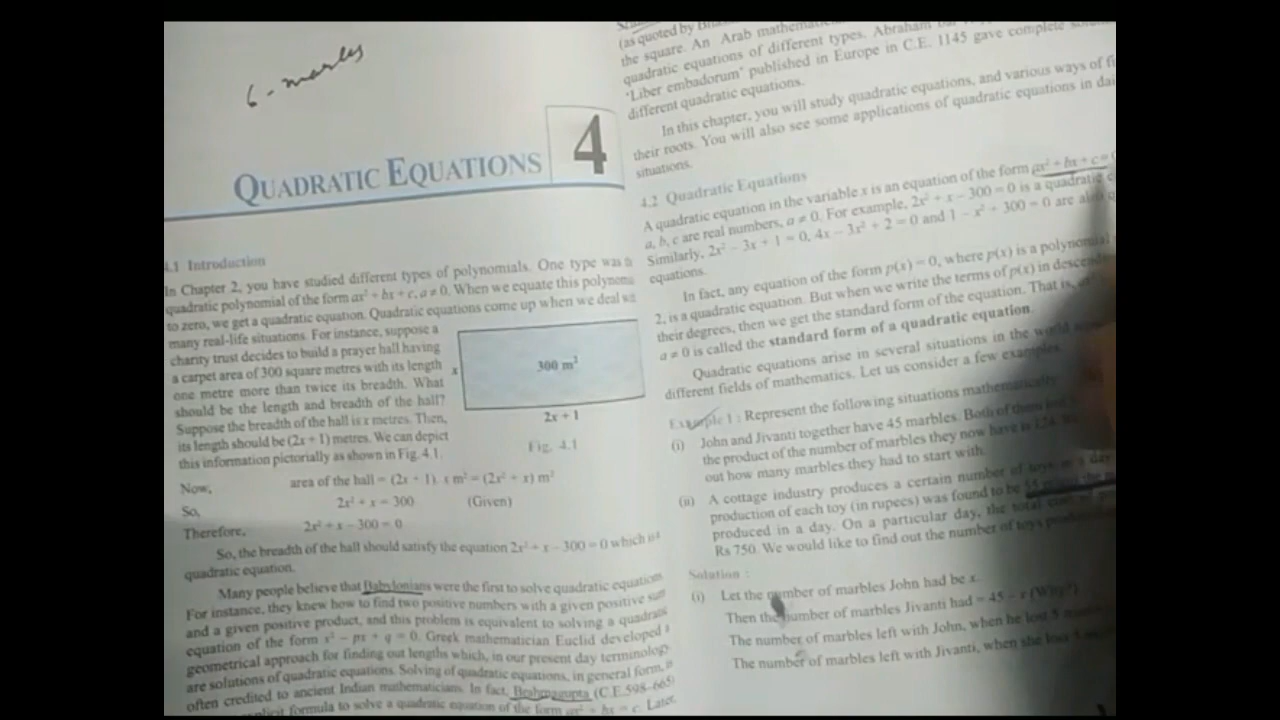 6 - marks
QUADRATIC EQUATIONS 4
4.1 Introduction
In Chapter 2, you have studied different types of polynomials. One type was
quadratic polynomial of the form ax² + bx + c, a ≠ 0. When we equate this
to zero, we get a quadratic equation. Quadratic equations come up when we deal
many real-life situations. For instance, suppose a
charity trust decides to build a prayer hall having
a carpet area of 300 square metres with its length
one more than twice its breadth. What
should be the length and breadth of the hall?
Suppose the breadth of the hall is x metres. Then,
its length should be (2x + 1) metres. We can depict
this information pictorially as shown in Fig. 4.1.
x
300 m²
2x + 1
Fig. 4.1
Now, area of the hall = (2x + 1). x m² = (2x² + x) m²
So, 2x² + x = 300 (Given)
Therefore, 2x² + x – 300 = 0
So, the breadth of the hall should satisfy the equation 2x² + x – 300 = 0 which is
quadratic equation.
Many people believe that Babylonians were the first to solve quadratic
For instance, they knew how to find two positive numbers with a given positive
and a given positive product, and this problem is equivalent to solving a
equation of the form x² – px + q = 0. Greek mathematician Euclid developed
geometrical approach for finding out lengths which, in our present day
are solutions of quadratic equations. Solving of quadratic equations, in general form,
often credited to ancient Indian mathematicians. In fact, Brahmagupta (C.E.598–665)
explicit formula to solve a quadratic equation of the form ax² + bx = c. Later,
(as quoted by
the square. An Arab
quadratic equations of different types. Abraham
'Liber embadorum' published in Europe in C.E. 1145 gave complete
different quadratic equations.
In this chapter, you will study quadratic equations, and various ways of
their roots. You will also see some applications of quadratic equations in
situations.
4.2 Quadratic Equations
A quadratic equation in the variable x is an equation of the form ax² + bx + c =
a, b, c are real numbers, a ≠ 0. For example, 2x² + x – 300 = 0 is a quadratic
Similarly, 2x² – 3x + 1 = 0, 4x – 3x² + 2 = 0 and 1 – x² + 300 = 0 are also
equations.
In fact, any equation of the form p(x) = 0, where p(x) is a polynomial
2, is a quadratic equation. But when we write the terms of p(x) in
their degrees, then we get the standard form of the equation. That is,
a ≠ 0 is called the standard form of a quadratic equation.
Quadratic equations arise in several situations in the world
different fields of mathematics. Let us consider a few examples.
Example 1 : Represent the following situations mathematically
(i) John and Jivanti together have 45 marbles. Both of them
the product of the number of marbles they now have is 124.
out how many marbles they had to start with.
(ii) A cottage industry produces a certain number of toys in a day.
production of each toy (in rupees) was found to be 55
produced in a day. On a particular day, the total cost
Rs 750. We would like to find out the number of toys
Solution :
(i) Let the number of marbles John had be x.
Then the number of marbles Jivanti had = 45 – x (Why?)
The number of marbles left with John, when he lost 5
The number of marbles left with Jivanti, when she lost